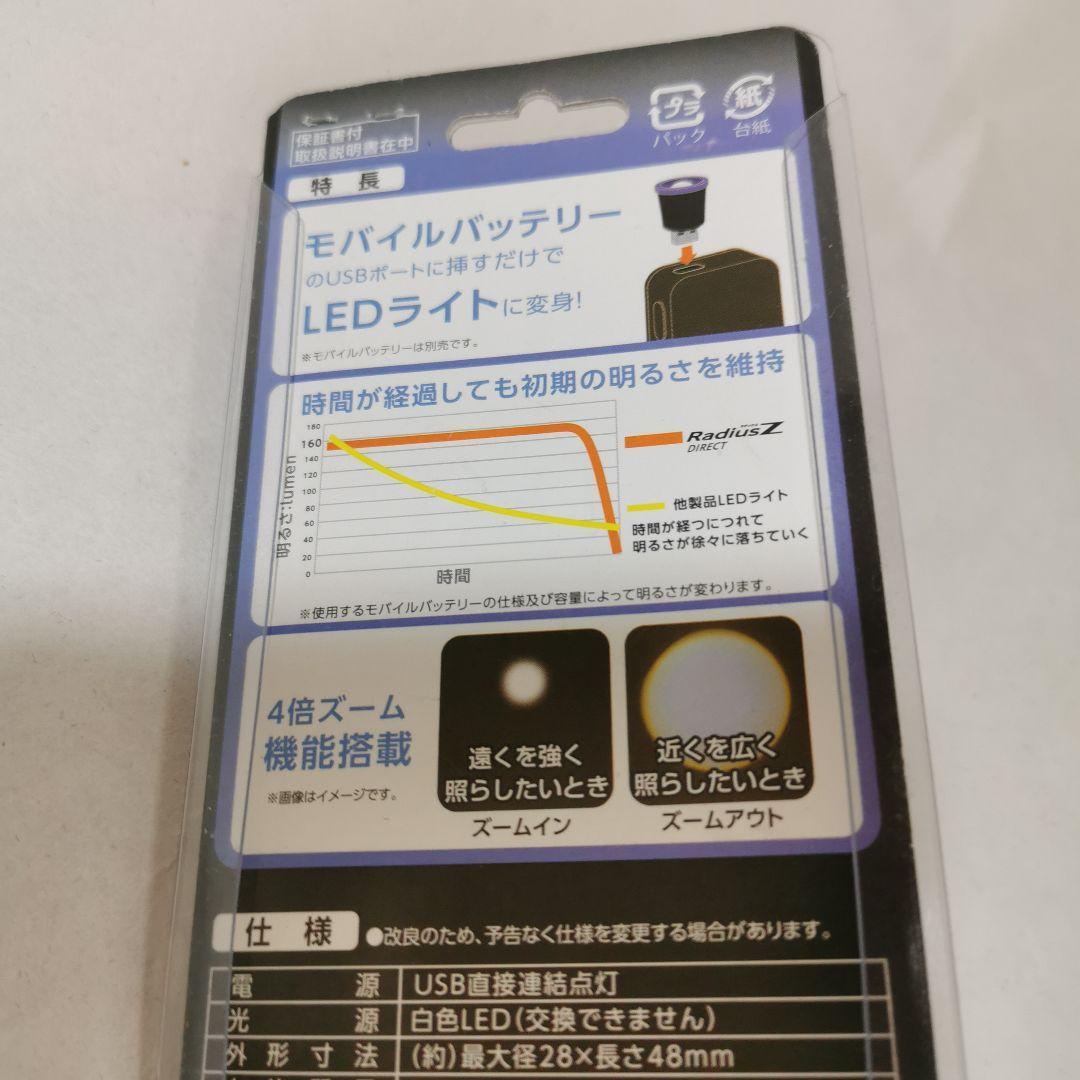 保証書付
取扱説明書在中
プラ
パック
紙
台紙
特 長
モバイルバッテリー
のUSBポートに挿すだけで
LEDライトに変身!
※モバイルバッテリーは別売です。
時間が経過しても初期の明るさを維持
180
160
140
120
100
80
60
40
20
0
明るさ:lumen
時間
RadiusZ
DIRECT
他製品LEDライト
時間が経つにつれて
明るさが徐々に落ちていく
※使用するモバイルバッテリーの仕様及び容量によって明るさが変わります。
4倍ズーム
機能搭載
※画像はイメージです。
遠くを強く
照らしたいとき
ズームイン
近くを広く
照らしたいとき
ズームアウト
仕 様
●改良のため、予告なく仕様を変更する場合があります。
電 源 USB直接連結点灯
光 源 白色LED(交換できません)
外 形 寸 法 (約)最大径28×長さ48mm